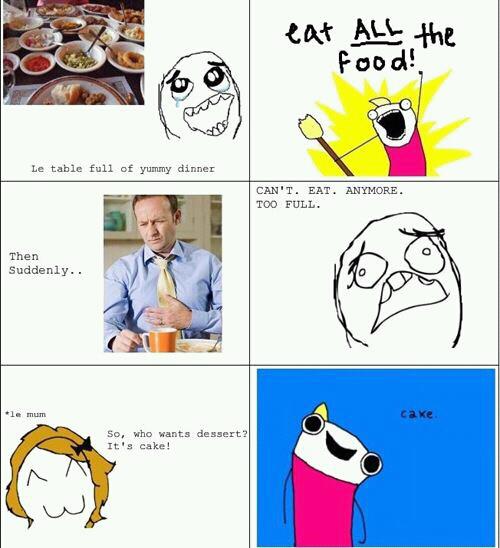 Le table full of yummy dinner
eat ALL the
food!
Then
Suddenly..
CAN'T. EAT. ANYMORE.
TOO FULL.
*le mum
So, who wants dessert?
It's cake!
cake.